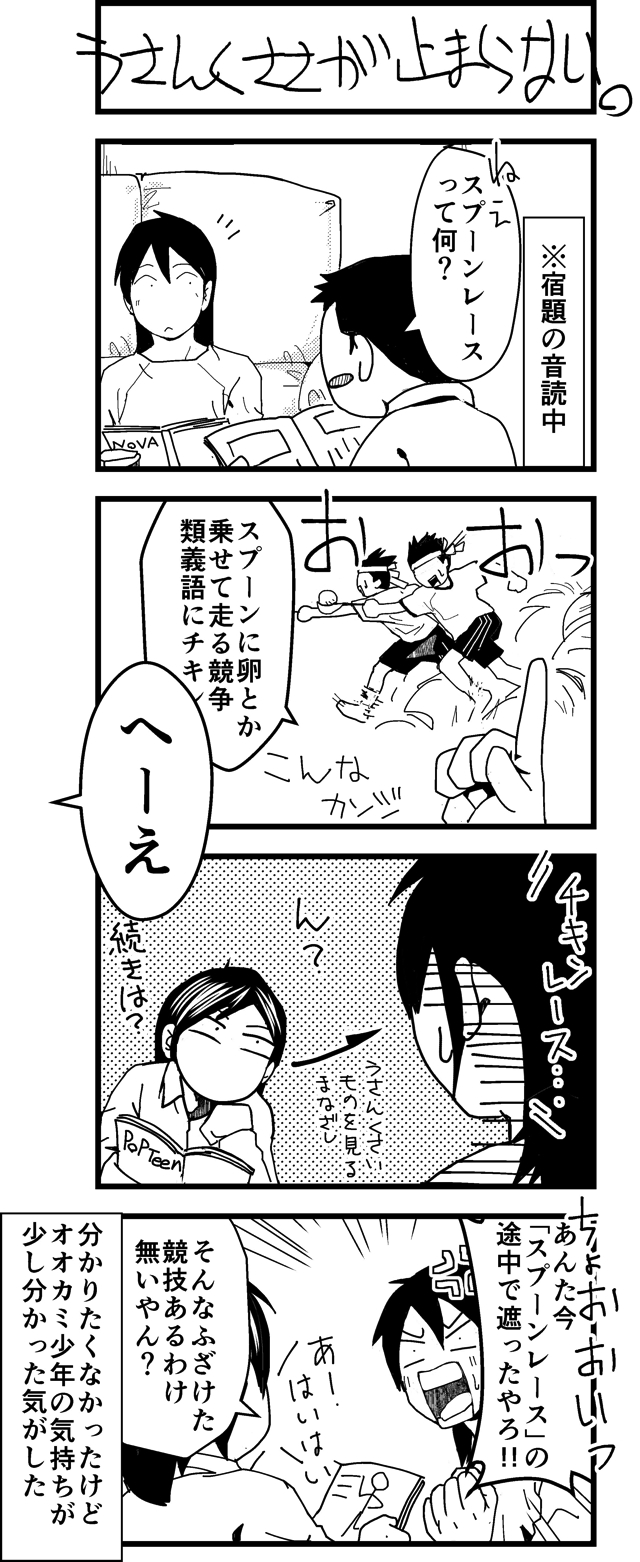 うさんくささが止まらない。
ねぇ
スプーンレース
って何?
※宿題の音読中
NOVA
おおっ
スプーンに卵とか
乗せて走る競争
類義語にチキン
こんな
カンジ
へーえ
チキン
レース…
ん?
続きは?
うさんくさい
ものを見る
まなざし
PoPTeen
ちょおおいっ
あんた今
「スプーンレース」の
途中で遮ったやろ!!
あー、
はいはい
そんなふざけた
競技あるわけ
無いやん?
分かりたくなかったけど
オオカミ少年の気持ちが
少し分かった気がした